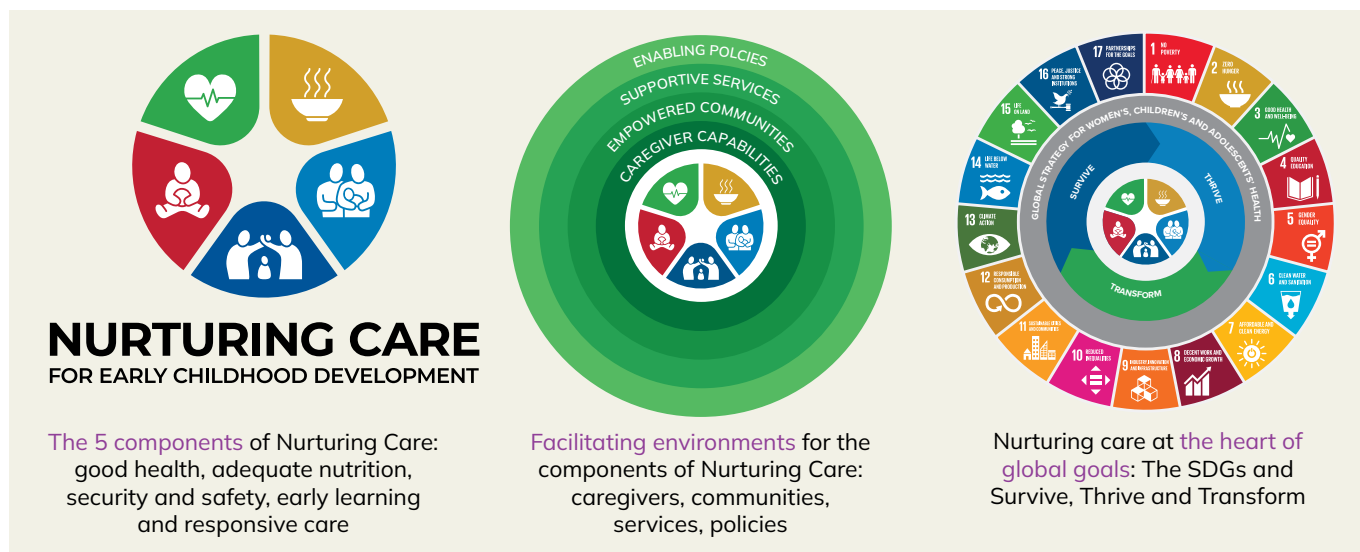 NURTURING CARE
FOR EARLY CHILDHOOD DEVELOPMENT
The 5 components of Nurturing Care:
good health, adequate nutrition,
security and safety, early learning
and responsive care
ENABLING POLCIES
SUPPORTIVE SERVICES
EMPOWERED COMMUNITIES
CAREGIVER CAPABILITIES
Facilitating environments for the
components of Nurturing Care:
caregivers, communities,
services, policies
1 NO
POVERTY
2 ZERO
HUNGER
3 GOOD HEALTH
AND WELL-BEING
4 QUALITY
EDUCATION
5 GENDER
EQUALITY
6 CLEAN WATER
AND SANITATION
7 AFFORDABLE AND
CLEAN ENERGY
8 DECENT WORK AND
ECONOMIC GROWTH
9 INDUSTRY, INNOVATION
AND INFRASTRUCTURE
10 REDUCED
INEQUALITIES
11 SUSTAINABLE CITIES
AND COMMUNITIES
12 RESPONSIBLE
CONSUMPTION
AND PRODUCTION
13 CLIMATE
ACTION
14 LIFE BELOW
WATER
15 LIFE
ON LAND
16 PEACE, JUSTICE
AND STRONG
INSTITUTIONS
17 PARTNERSHIPS
FOR THE GOALS
GLOBAL STRATEGY FOR WOMEN'S, CHILDREN'S AND ADOLESCENTS' HEALTH
SURVIVE
THRIVE
TRANSFORM
Nurturing care at the heart of
global goals: The SDGs and
Survive, Thrive and Transform